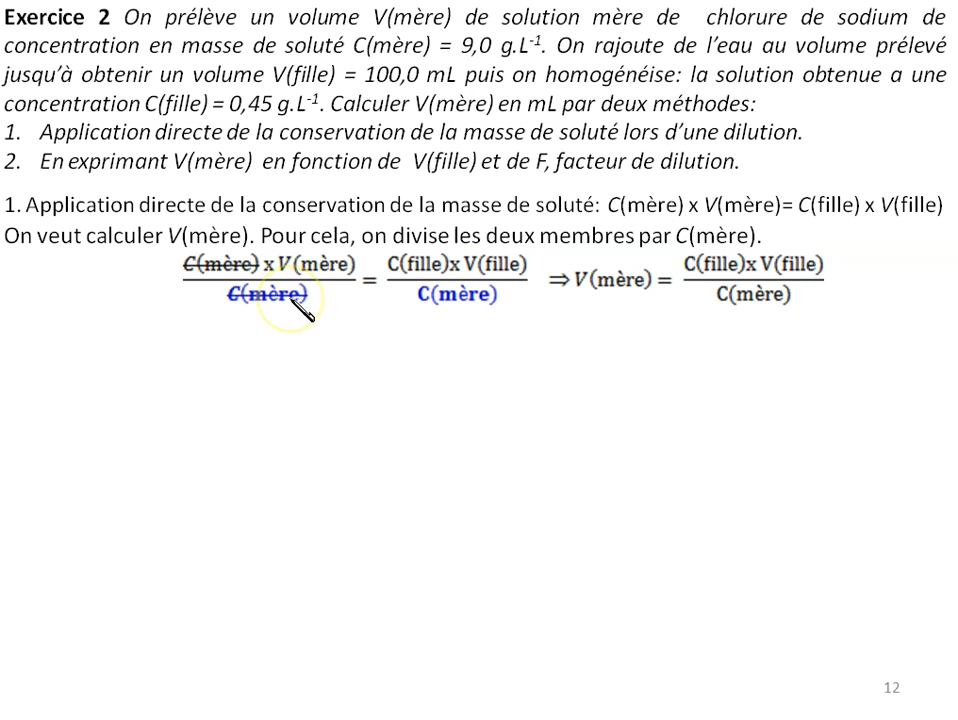 Exercice 2 On prélève un volume V(mère) de solution mère de chlorure de sodium de
concentration en masse de soluté C(mère) = 9,0 g.L⁻¹. On rajoute de l'eau au volume prélevé
jusqu'à obtenir un volume V(fille) = 100,0 mL puis on homogénéise: la solution obtenue a une
concentration C(fille) = 0,45 g.L⁻¹. Calculer V(mère) en mL par deux méthodes:
1. Application directe de la conservation de la masse de soluté lors d'une dilution.
2. En exprimant V(mère) en fonction de V(fille) et de F, facteur de dilution.
1. Application directe de la conservation de la masse de soluté: C(mère) x V(mère)= C(fille) x V(fille)
On veut calculer V(mère). Pour cela, on divise les deux membres par C(mère).
C(mère) x V(mère) / C(mère) = C(fille)x V(fille) / C(mère) ⇒ V(mère) = C(fille)x V(fille) / C(mère)
12